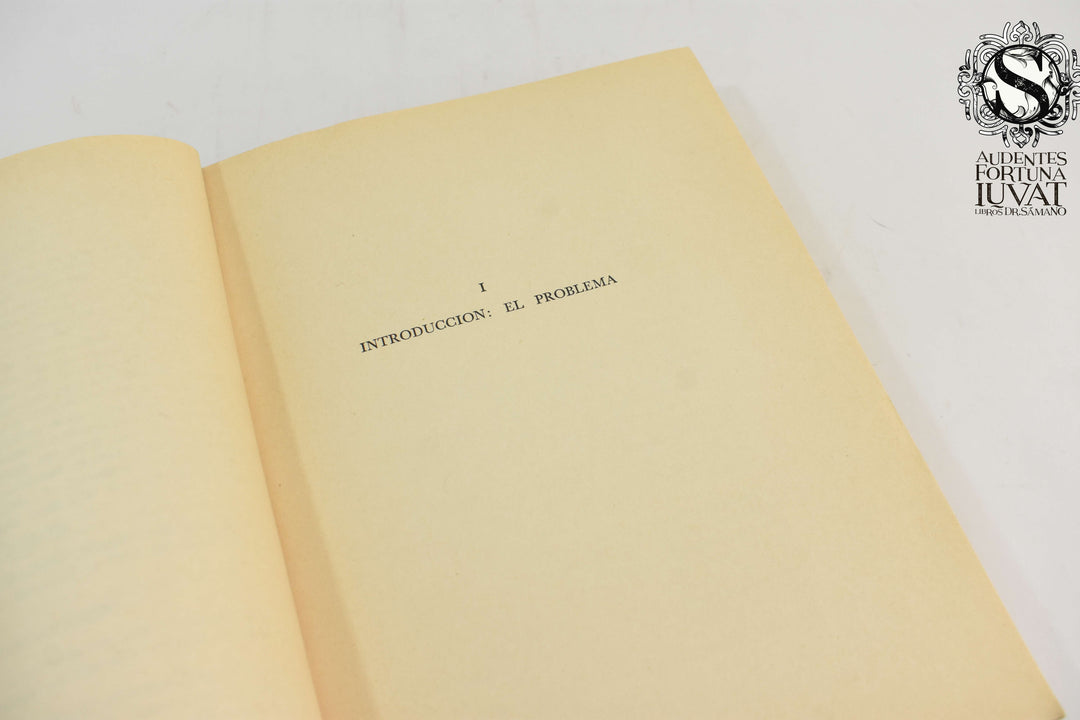 I
INTRODUCCION: EL PROBLEMA
S
AUDENTES
FORTUNA
IUVAT
LIBROS DR. SÁMANO